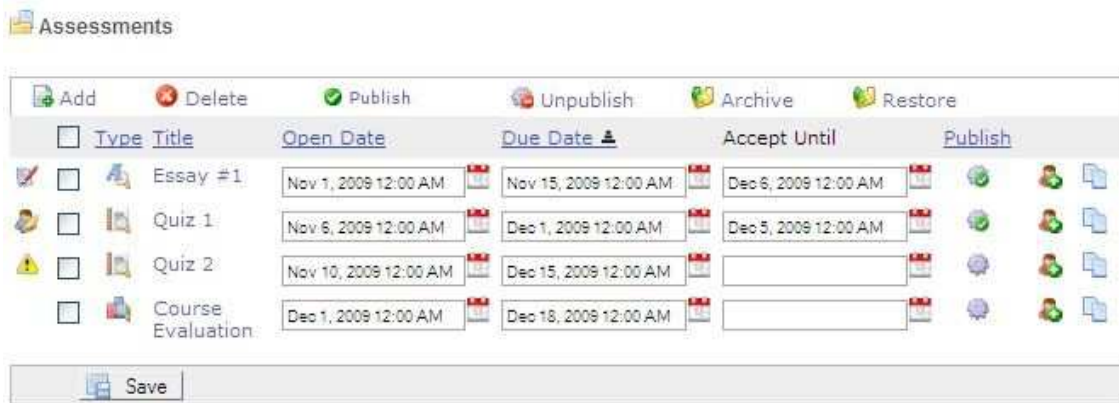 Assessments
Add Delete Publish Unpublish Archive Restore
Type Title Open Date Due Date Accept Until Publish
Essay #1 Nov 1, 2009 12:00 AM Nov 15, 2009 12:00 AM Dec 6, 2009 12:00 AM
Quiz 1 Nov 6, 2009 12:00 AM Dec 1, 2009 12:00 AM Dec 5, 2009 12:00 AM
Quiz 2 Nov 10, 2009 12:00 AM Dec 15, 2009 12:00 AM
Course Dec 1, 2009 12:00 AM Dec 18, 2009 12:00 AM
Evaluation
Save